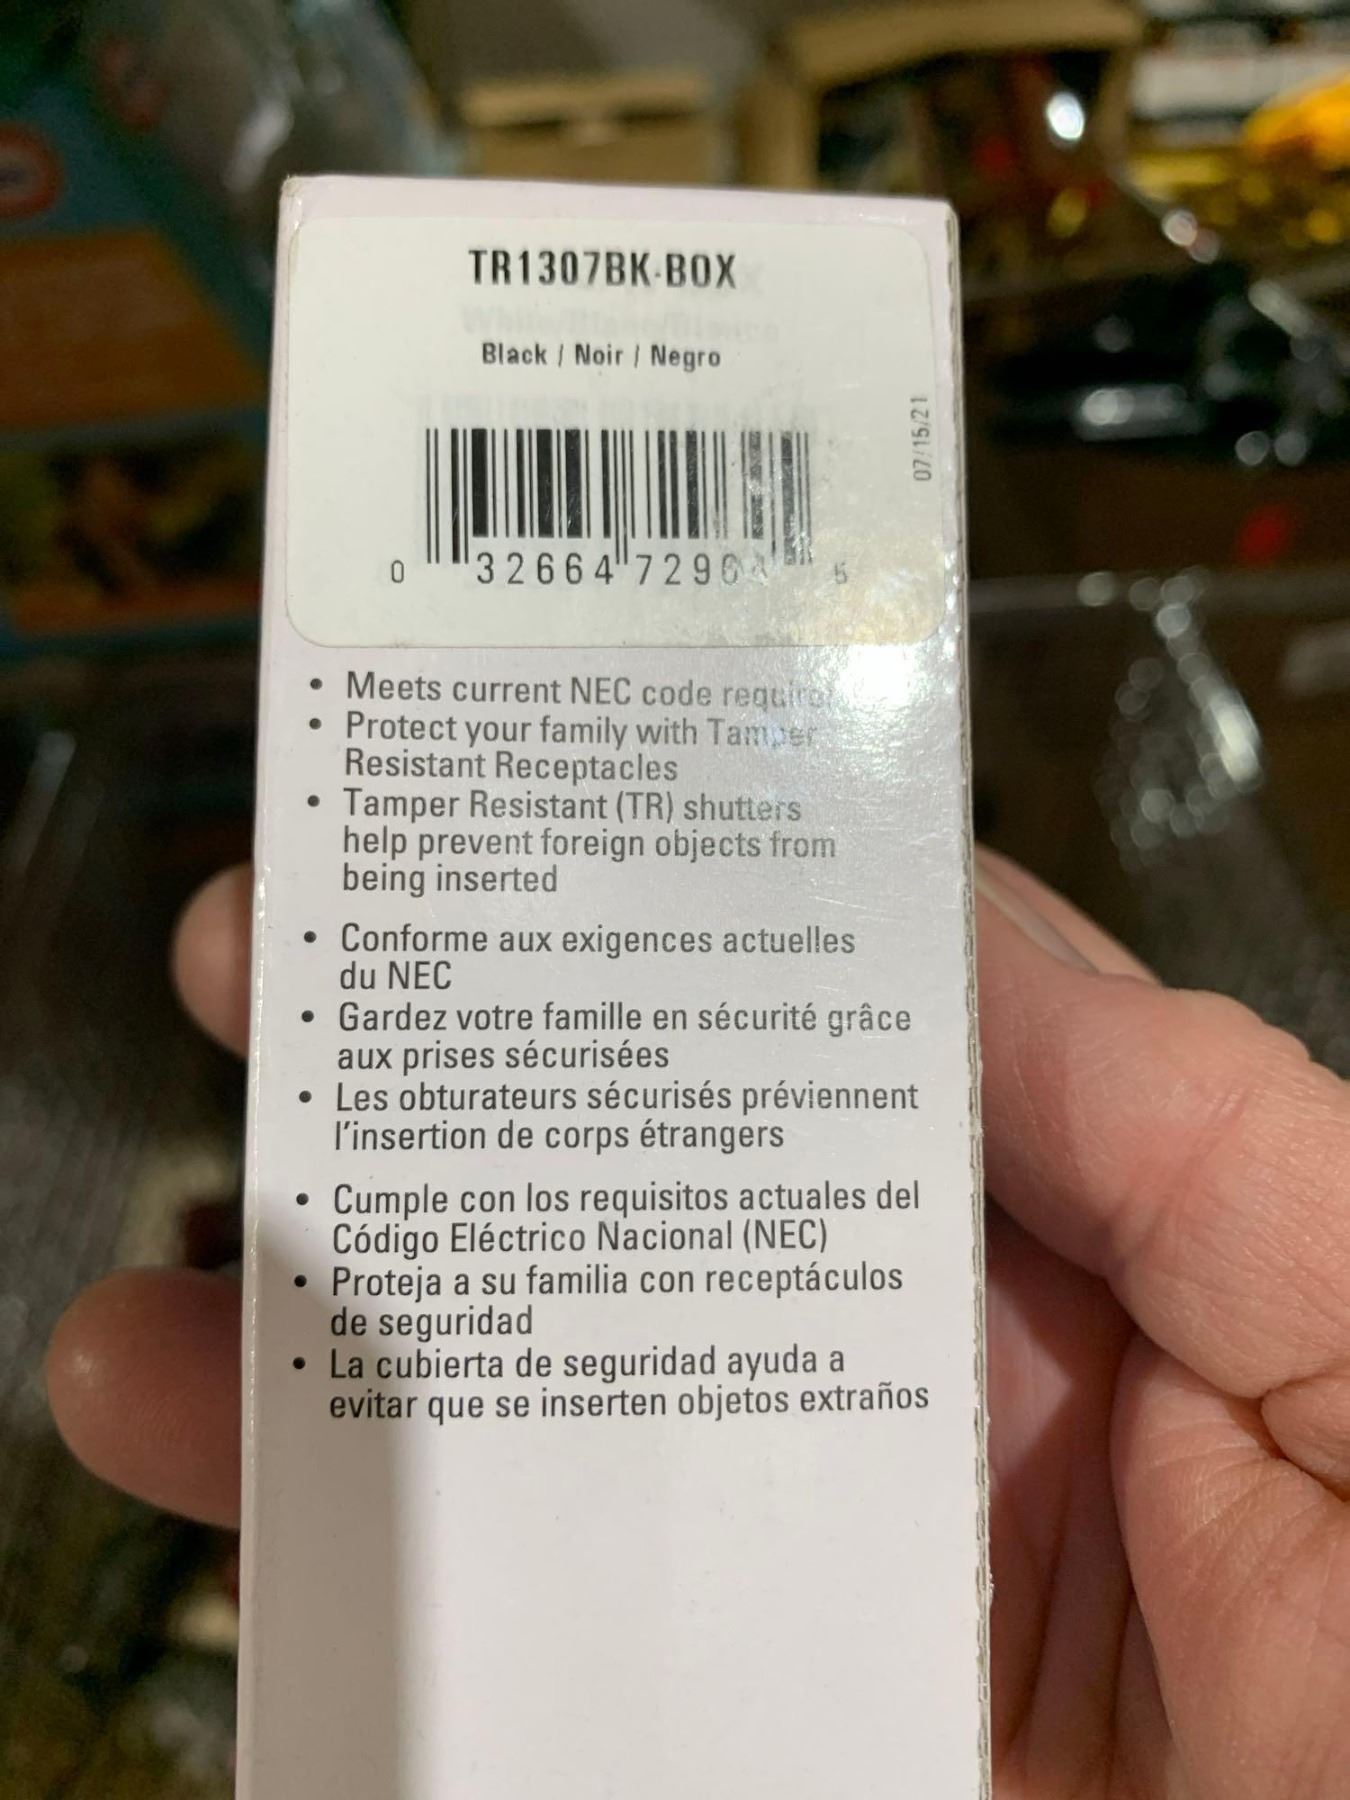 TR1307BK-BOX
Black / Noir / Negro
07/15/21
0 32664 7296 5
• Meets current NEC code
• Protect your family with Tamper
Resistant Receptacles
• Tamper Resistant (TR) shutters
help prevent foreign objects from
being inserted
• Conforme aux exigences actuelles
du NEC
• Gardez votre famille en sécurité grâce
aux prises sécurisées
• Les obturateurs sécurisés préviennent
l'insertion de corps étrangers
• Cumple con los requisitos actuales del
Código Eléctrico Nacional (NEC)
• Proteja a su familia con receptáculos
de seguridad
• La cubierta de seguridad ayuda a
evitar que se inserten objetos extraños